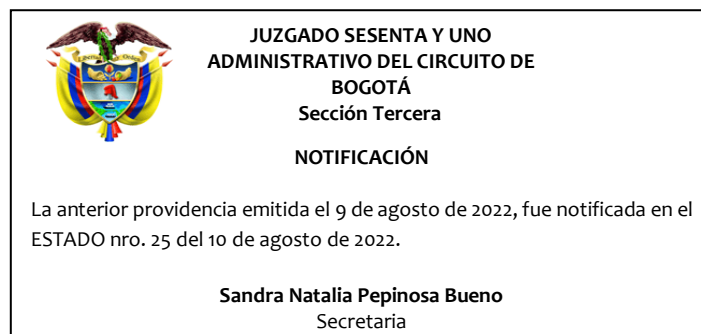 JUZGADO SESENTA Y UNO
ADMINISTRATIVO DEL CIRCUITO DE
BOGOTÁ
Sección Tercera
NOTIFICACIÓN
La anterior providencia emitida el 9 de agosto de 2022, fue notificada en el
ESTADO nro. 25 del 10 de agosto de 2022.
Sandra Natalia Pepinosa Bueno
Secretaria